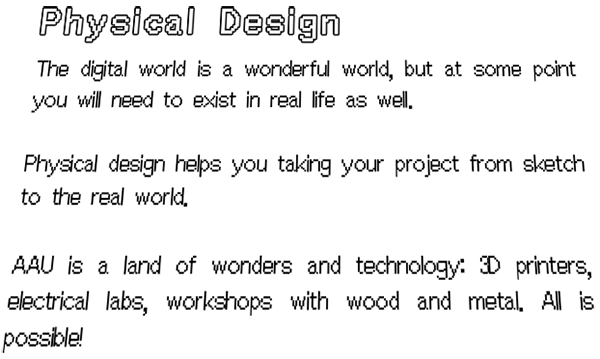 Physical Design
The digital world is a wonderful world, but at some point
you will need to exist in real life as well.
Physical design helps you taking your project from sketch
to the real world.
AAU is a land of wonders and technology: 3D printers,
electrical labs, workshops with wood and metal. All is
possible!